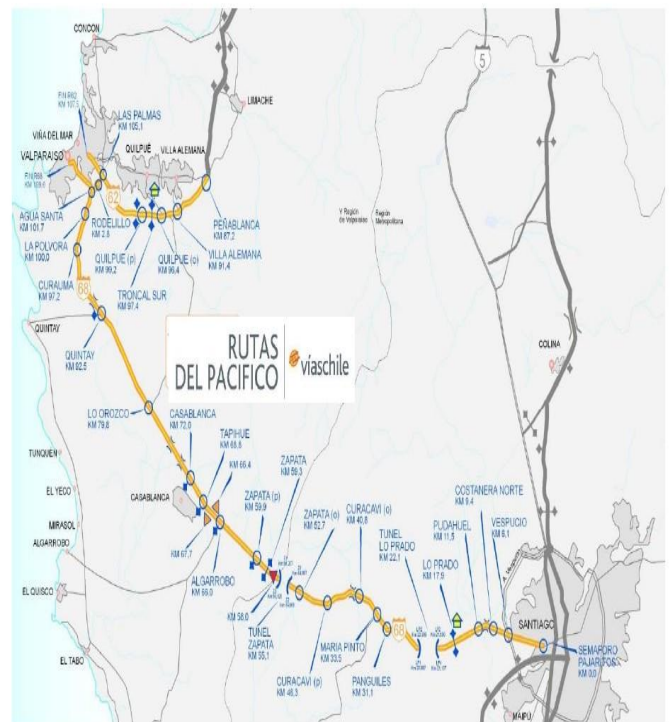 CONCON
5
LIMACHE
LAS PALMAS
KM 105.1
VIÑA DEL MAR
VALPARAISO
QUILPUÉ
VILLA ALEMANA
AGUA SANTA
KM 101.7
RODELILLO
KM 2.8
62
PEÑABLANCA
KM 87.2
LA POLVORA
KM 100.0
QUILPUE (p)
KM 99.2
QUILPUE (o)
KM 96.4
VILLA ALEMANA
KM 91.4
TRONCAL SUR
KM 97.4
CURAUMA
KM 97.2
68
V Región
de Valparaíso
Región
Metropolitana
QUINTAY
QUINTAY
KM 92.5
RUTAS
DEL PACIFICO
víaschile
COLINA
LO OROZCO
KM 79.8
CASABLANCA
KM 72.0
TAPIHUE
KM 66.4
TUNQUEN
EL YECO
MIRASOL
ALGARROBO
CASABLANCA
KM 67.7
ALGARROBO
KM 66.0
ZAPATA (p)
KM 59.9
ZAPATA
KM 59.3
ZAPATA (o)
KM 52.7
CURACAVI (o)
KM 40.8
COSTANERA NORTE
KM 9.4
PUDAHUEL
KM 11.5
VESPUCIO
KM 8.1
TUNEL
LO PRADO
KM 22.1
LO PRADO
KM 17.9
EL QUISCO
KM 58.0
TUNEL
ZAPATA
KM 55.1
MARIA PINTO
KM 33.5
68
SANTIAGO
SEMAFORO
PAJARITOS
KM 0.0
CURACAVI (p)
KM 46.3
PANGUILES
KM 31.1
EL TABO
MAIPÚ